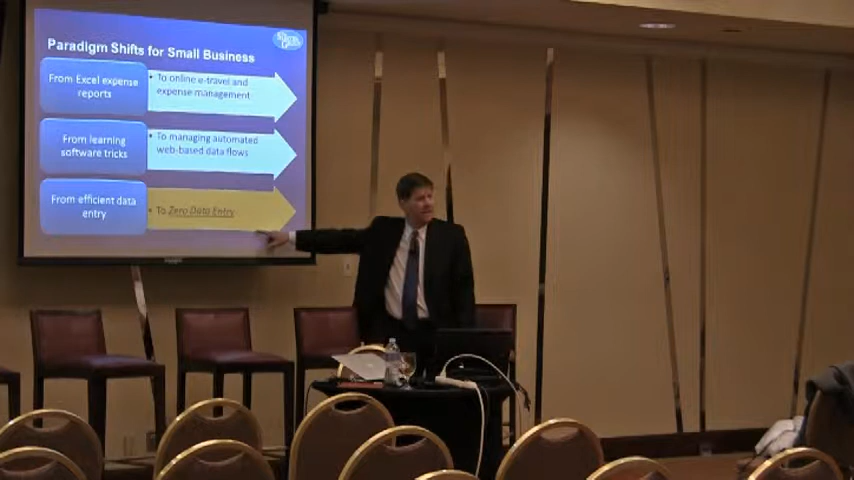 Paradigm Shifts for Small Business
From Excel expense
reports
• To online e-travel and
expense management
From learning
software tricks
• To managing automated
web-based data flows
From efficient data
entry
• To Zero Data Entry